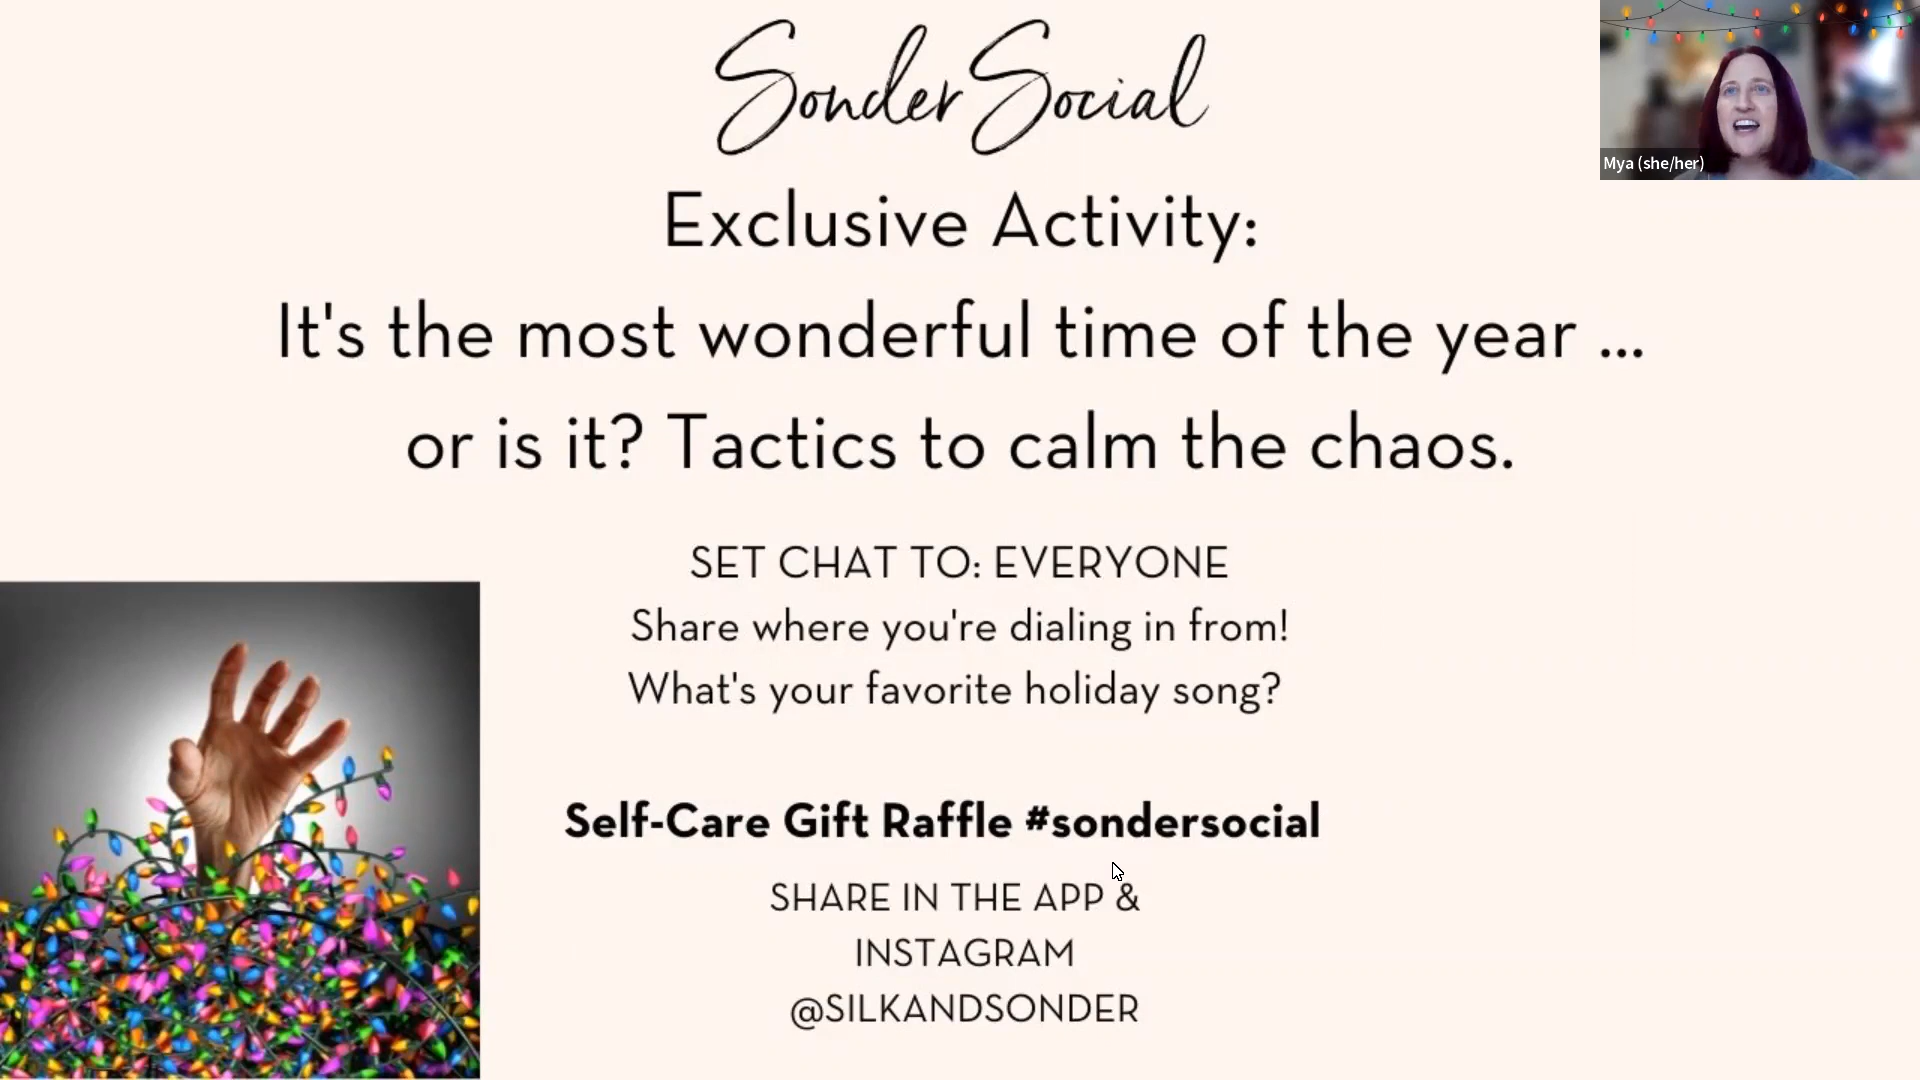 Sonder Social
Mya (she/her)
Exclusive Activity:
It's the most wonderful time of the year ...
or is it? Tactics to calm the chaos.
SET CHAT TO: EVERYONE
Share where you're dialing in from!
What's your favorite holiday song?
Self-Care Gift Raffle #sondersocial
SHARE IN THE APP &
INSTAGRAM
@SILKANDSONDER